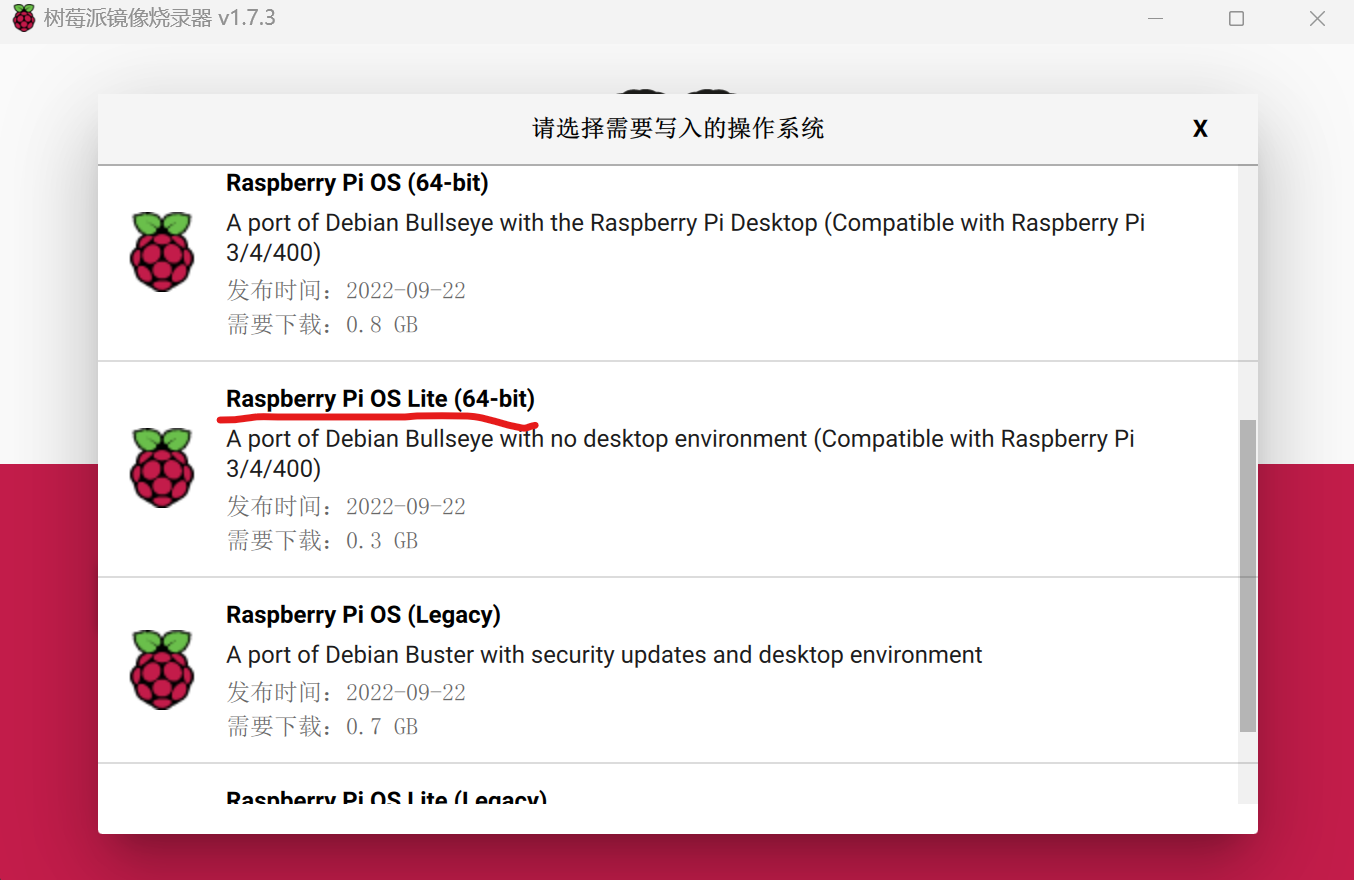 树莓派镜像烧录器 v1.7.3
请选择需要写入的操作系统
X
Raspberry Pi OS (64-bit)
A port of Debian Bullseye with the Raspberry Pi Desktop (Compatible with Raspberry Pi
3/4/400)
发布时间：2022-09-22
需要下载：0.8 GB
Raspberry Pi OS Lite (64-bit)
A port of Debian Bullseye with no desktop environment (Compatible with Raspberry Pi
3/4/400)
发布时间：2022-09-22
需要下载：0.3 GB
Raspberry Pi OS (Legacy)
A port of Debian Buster with security updates and desktop environment
发布时间：2022-09-22
需要下载：0.7 GB
Raspberry Pi OS Lite (Legacy)